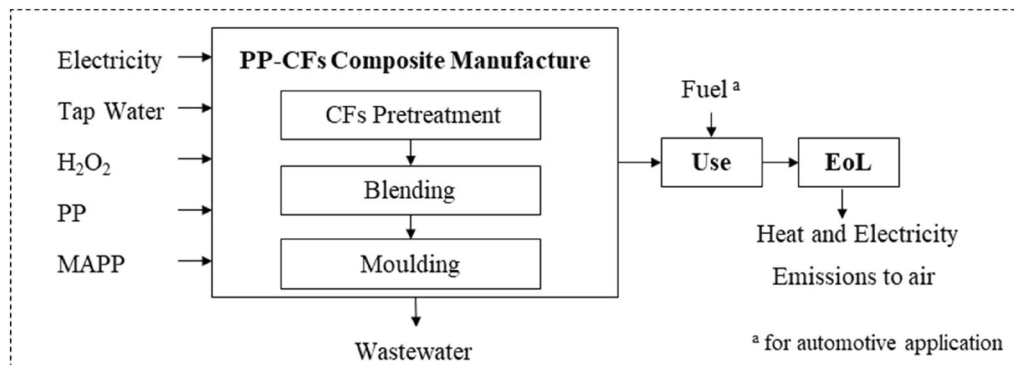 Electricity
Tap Water
H₂O₂
PP
MAPP
PP-CFs Composite Manufacture
CFs Pretreatment
Blending
Moulding
Wastewater
Fuel ᵃ
Use
EoL
Heat and Electricity
Emissions to air
ᵃ for automotive application